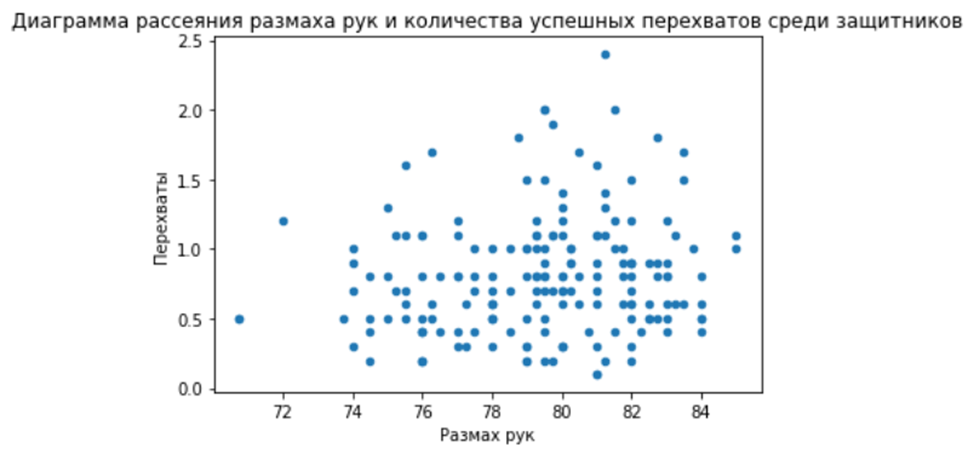 Диаграмма рассеяния размаха рук и количества успешных перехватов среди защитников
2.5
2.0
1.5
1.0
0.5
0.0
Перехваты
72 74 76 78 80 82 84
Размах рук